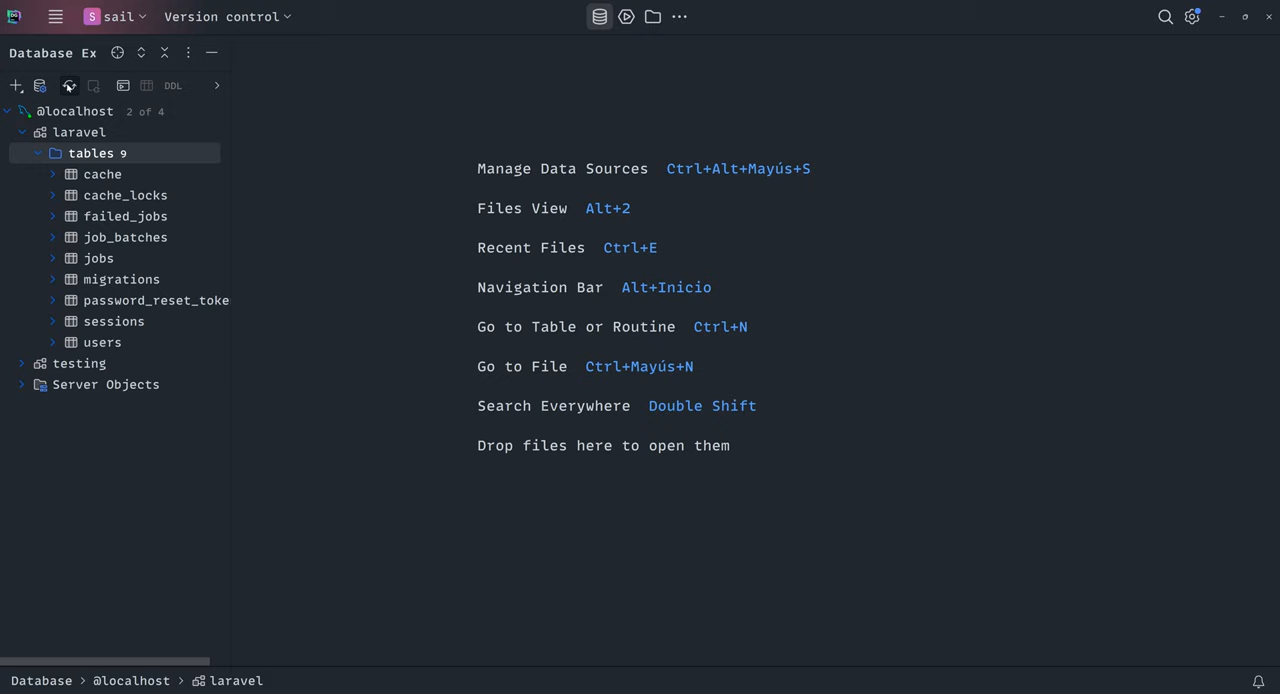 S sail Version control
Database Ex
DDL
@localhost 2 of 4
laravel
tables 9
cache
cache_locks
failed_jobs
job_batches
jobs
migrations
password_reset_toke
sessions
users
testing
Server Objects
Manage Data Sources Ctrl+Alt+Mayús+S
Files View Alt+2
Recent Files Ctrl+E
Navigation Bar Alt+Inicio
Go to Table or Routine Ctrl+N
Go to File Ctrl+Mayús+N
Search Everywhere Double Shift
Drop files here to open them
Database > @localhost > laravel